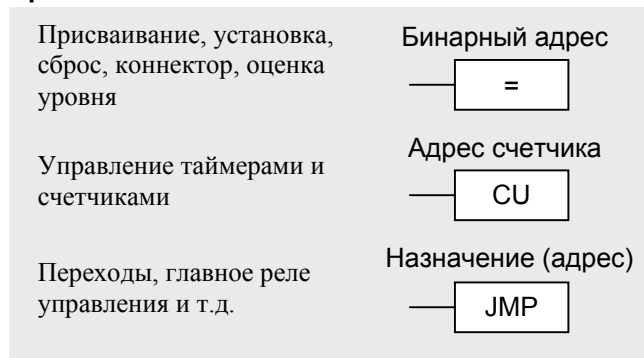 Присваивание, установка,
сброс, коннектор, оценка
уровня
Бинарный адрес
=
Управление таймерами и
счетчиками
Адрес счетчика
CU
Переходы, главное реле
управления и т.д.
Назначение (адрес)
JMP